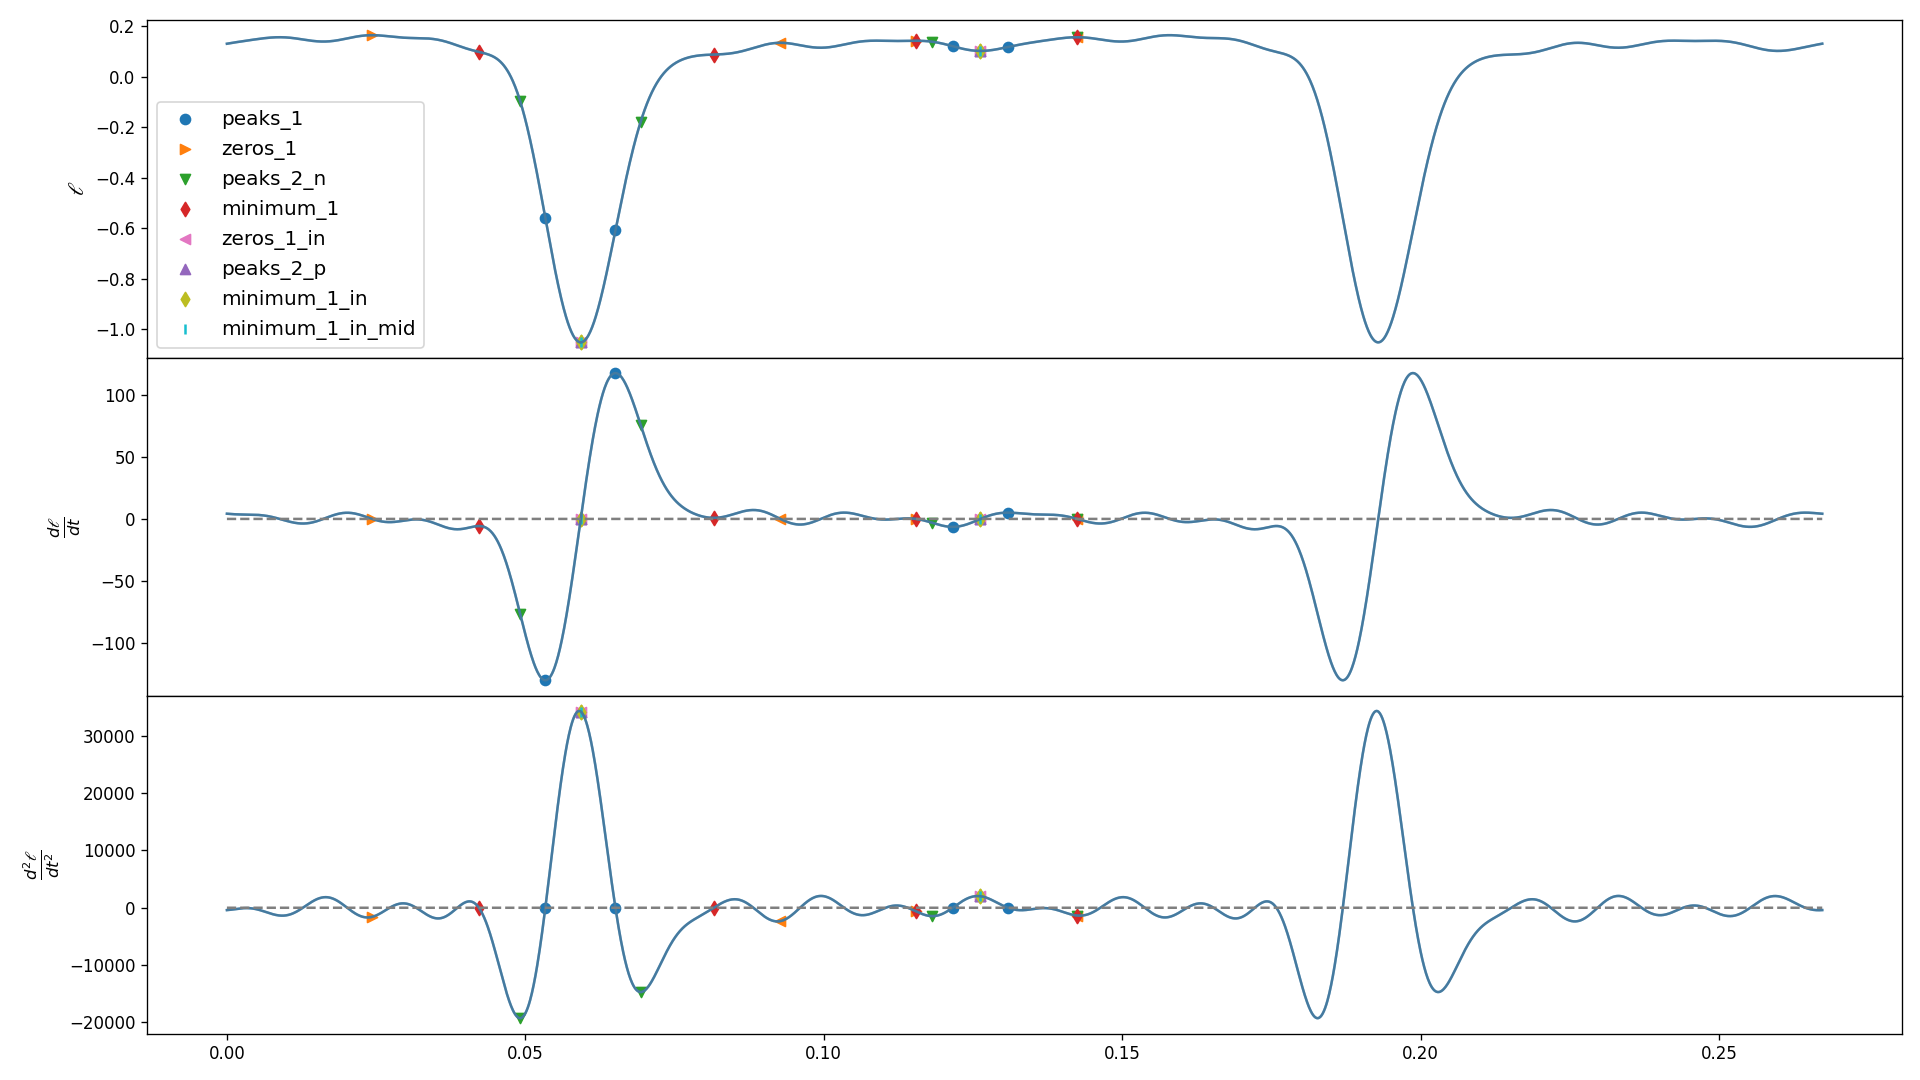 0.2
0.0
−0.2
−0.4
−0.6
−0.8
−1.0
ℓ
peaks_1
zeros_1
peaks_2_n
minimum_1
zeros_1_in
peaks_2_p
minimum_1_in
minimum_1_in_mid
100
50
0
−50
−100
dℓ
dt
30000
20000
10000
0
−10000
−20000
d²ℓ
dt²
0.00
0.05
0.10
0.15
0.20
0.25